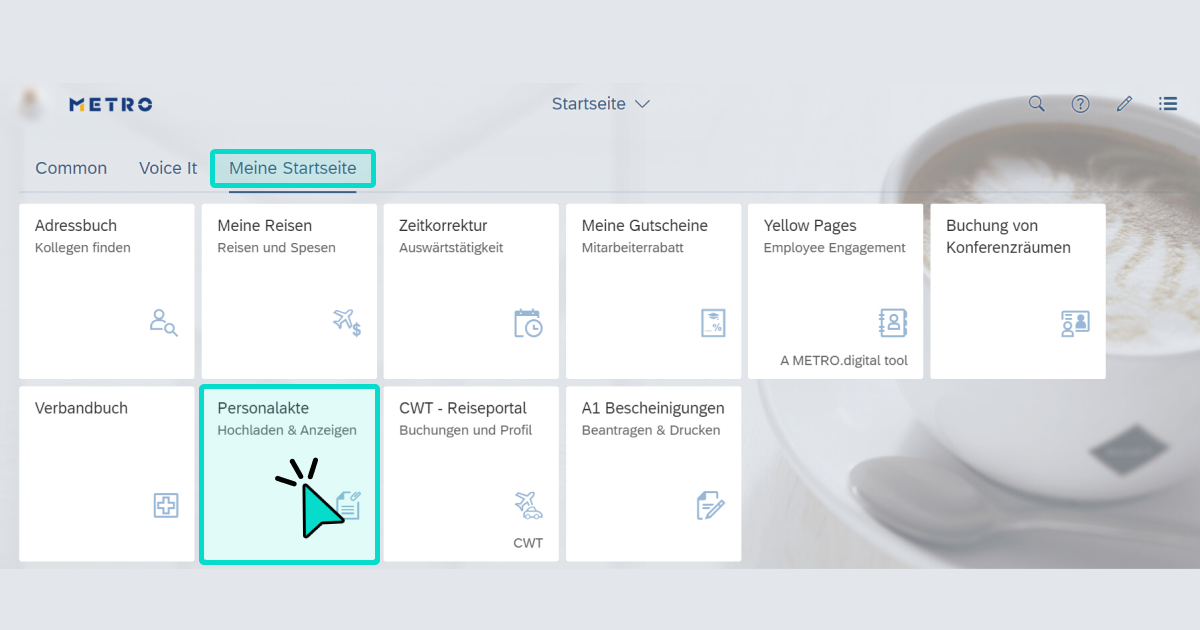 METRO
Startseite
Common
Voice It
Meine Startseite
Adressbuch
Kollegen finden
Meine Reisen
Reisen und Spesen
Zeitkorrektur
Auswärtstätigkeit
Meine Gutscheine
Mitarbeiterrabatt
...%
Yellow Pages
Employee Engagement
A METRO.digital tool
Buchung von
Konferenzräumen
Verbandbuch
Personalakte
Hochladen & Anzeigen
CWT - Reiseportal
Buchungen und Profil
CWT
A1 Bescheinigungen
Beantragen & Drucken